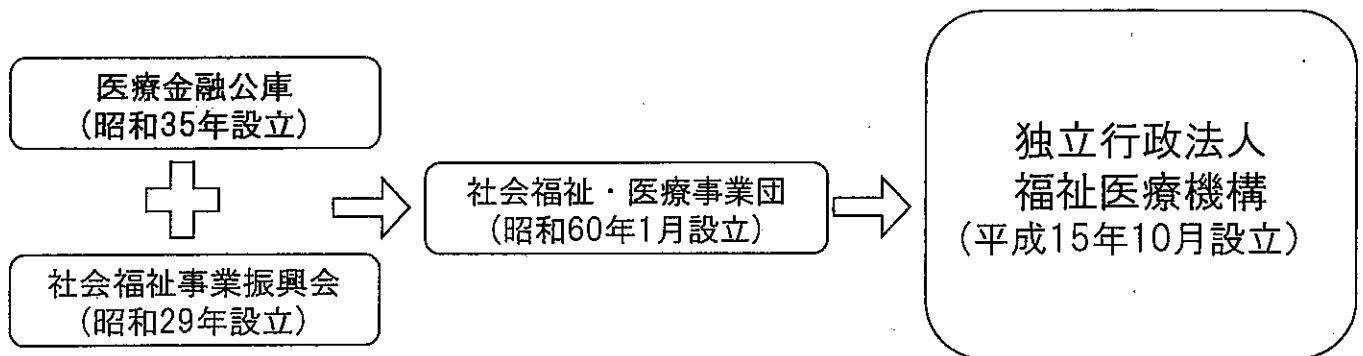 医療金融公庫
(昭和35年設立)
社会福祉事業振興会
(昭和29年設立)
社会福祉・医療事業団
(昭和60年1月設立)
独立行政法人
福祉医療機構
(平成15年10月設立)